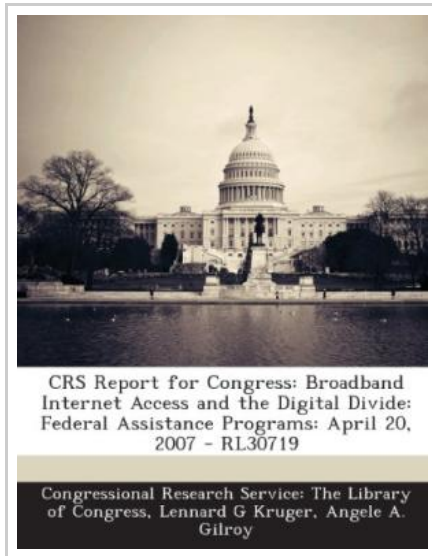 CRS Report for Congress: Broadband
Internet Access and the Digital Divide:
Federal Assistance Programs: April 20,
2007 - RL30719
Congressional Research Service: The Library
of Congress, Lennard G Kruger, Angele A.
Gilroy